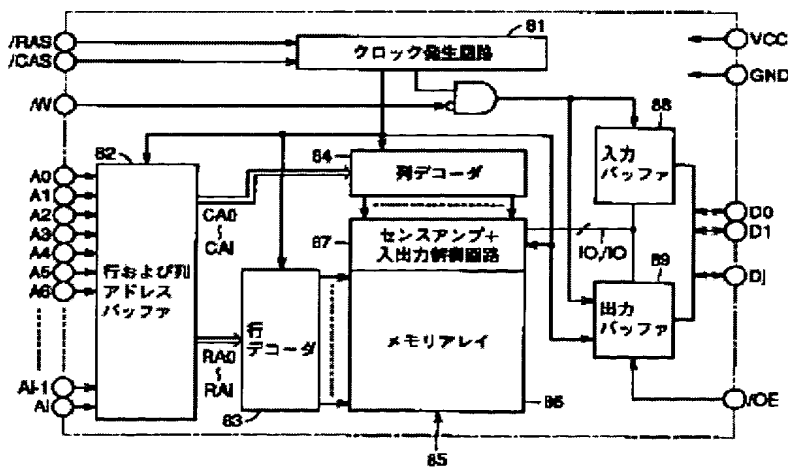 81
/RAS
/CAS
クロック発生回路
VCC
GND
/W
88
82
84
入力
バッファ
列デコーダ
A0
A1
A2
A3
A4
A5
A6
CA0
~
CAi
D0
D1
Dj
87
センスアンプ+
入出力制御回路
IO/IO
89
行および列
アドレス
バッファ
行
デコーダ
メモリアレイ
出力
バッファ
RA0
~
RAi
Ai-1
Ai
83
86
/OE
85